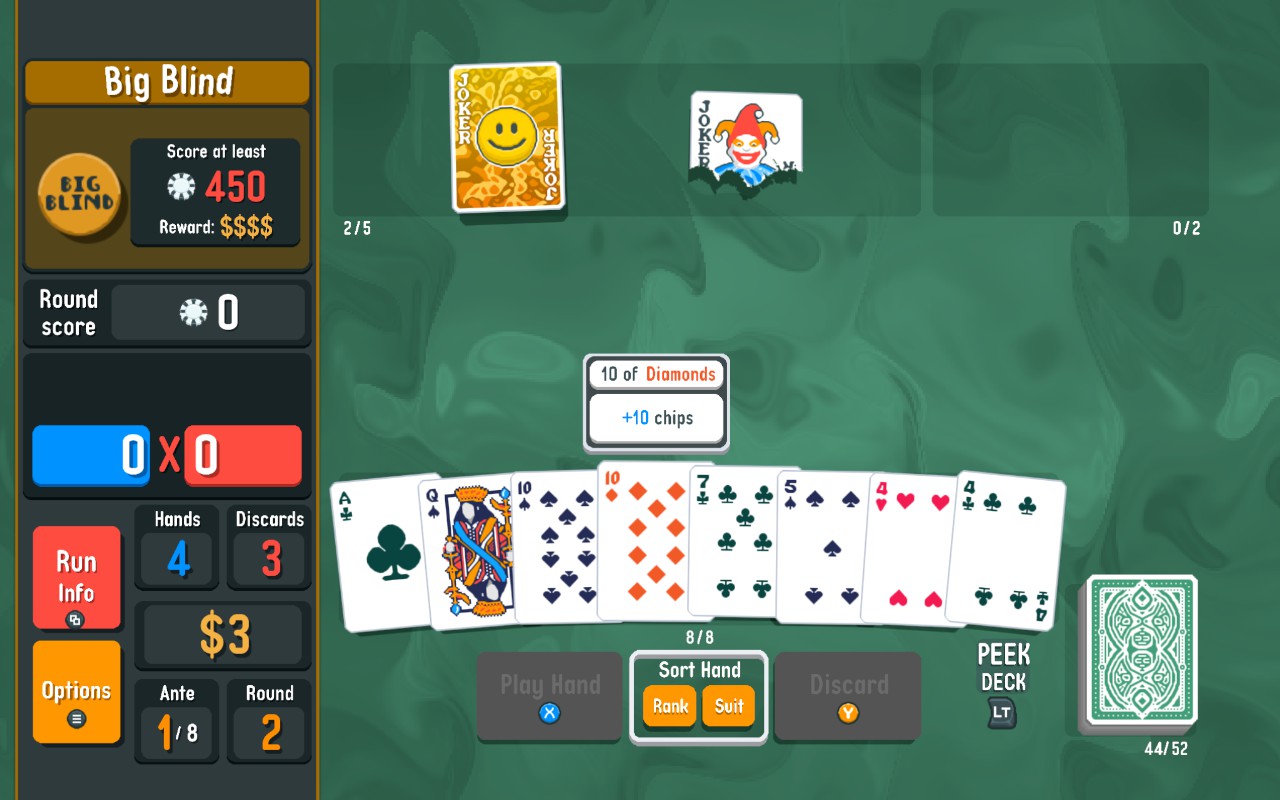 Big Blind
BIG
BLIND
Score at least
450
Reward: $$$$
Round
score
0
0 X 0
Run
Info
Options
Hands
4
Discards
3
$3
Ante
1/8
Round
2
JOKER
JOKER
JOKER
2/5
0/2
10 of Diamonds
+10 chips
A
Q
10
10
7
5
4
4
4
8/8
Play Hand
X
Sort Hand
Rank
Suit
Discard
Y
PEEK
DECK
LT
44/52